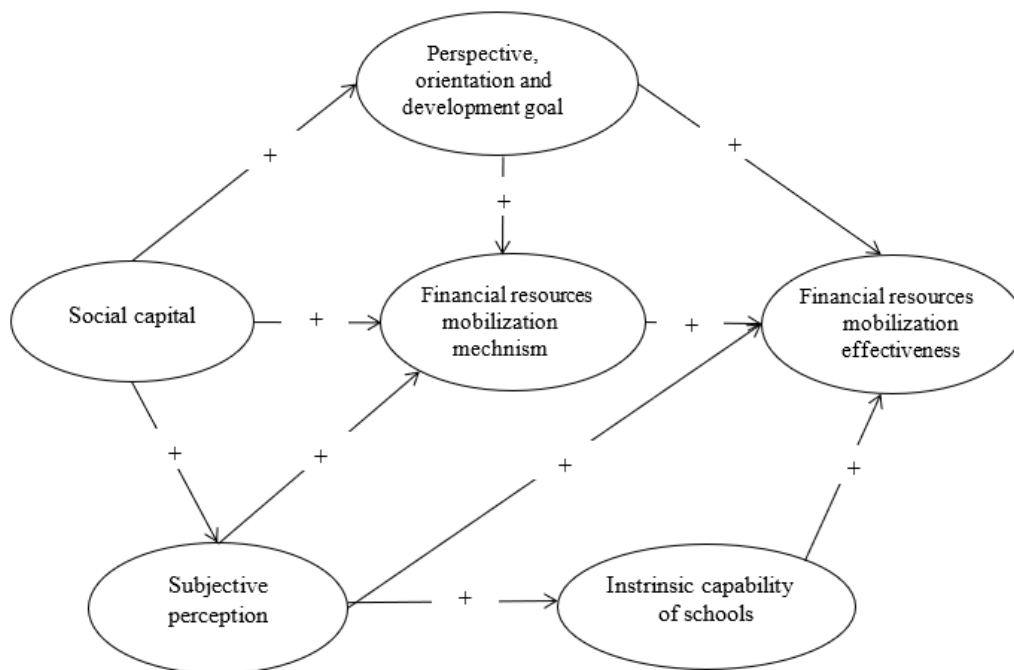 Perspective,
orientation and
development goal
+
+
+
Social capital
+
Financial resources
mobilization
mechnism
+
Financial resources
mobilization
effectiveness
+
+
+
+
Subjective
perception
+
Instrinsic capability
of schools